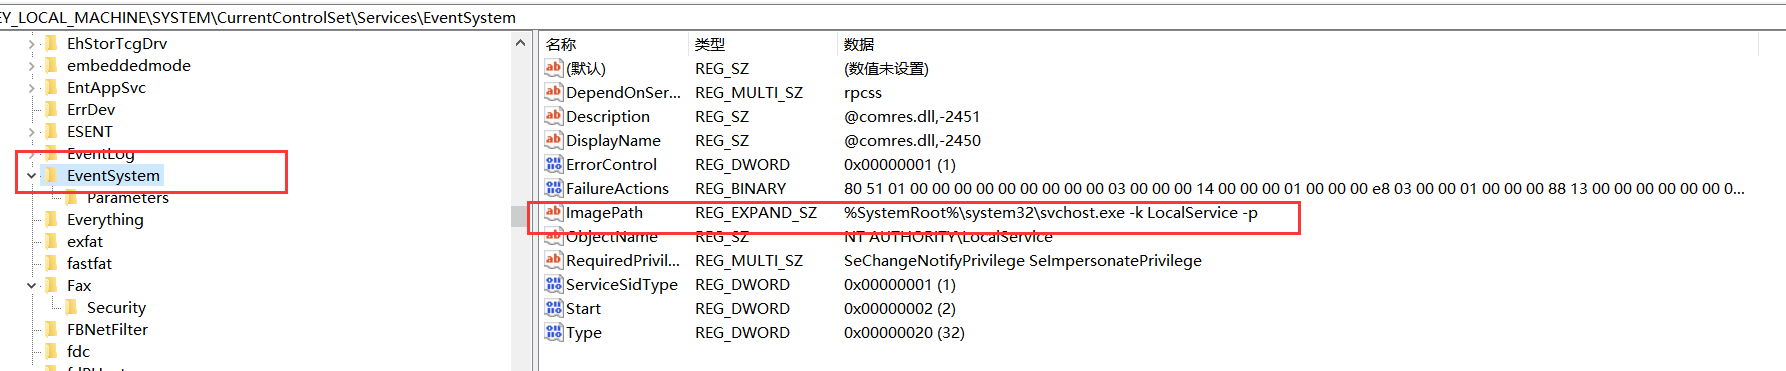 EY_LOCAL_MACHINE\SYSTEM\CurrentControlSet\Services\EventSystem
EhStorTcgDrv
embeddedmode
EntAppSvc
ErrDev
ESENT
EventLog
EventSystem
Parameters
Everything
exfat
fastfat
Fax
Security
FBNetFilter
fdc
名称 类型 数据
(默认) REG_SZ (数值未设置)
DependOnSer... REG_MULTI_SZ rpcss
Description REG_SZ @comres.dll,-2451
DisplayName REG_SZ @comres.dll,-2450
ErrorControl REG_DWORD 0x00000001 (1)
FailureActions REG_BINARY 80 51 01 00 00 00 00 00 00 00 00 00 03 00 00 00 14 00 00 00 01 00 00 00 e8 03 00 00 01 00 00 00 88 13 00 00 00 00 00 00 0...
ImagePath REG_EXPAND_SZ %SystemRoot%\system32\svchost.exe -k LocalService -p
ObjectName REG_SZ NT AUTHORITY\LocalService
RequiredPrivil... REG_MULTI_SZ SeChangeNotifyPrivilege SeImpersonatePrivilege
ServiceSidType REG_DWORD 0x00000001 (1)
Start REG_DWORD 0x00000002 (2)
Type REG_DWORD 0x00000020 (32)